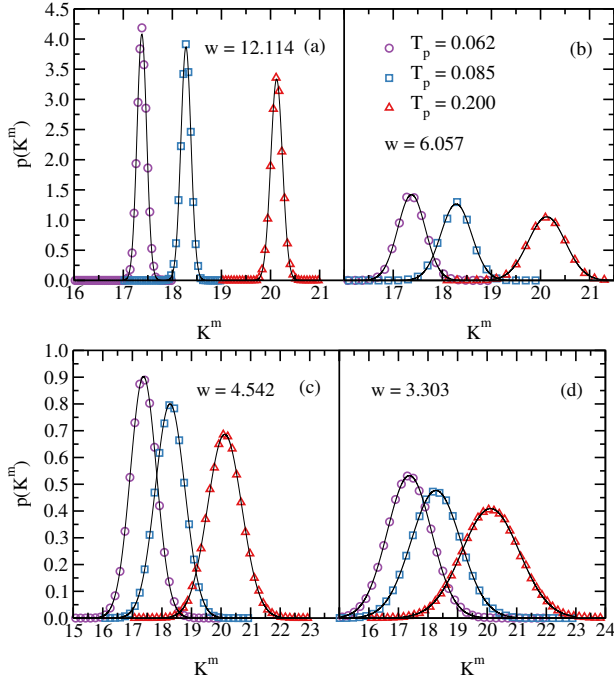 4.5
4.0
3.5
3.0
2.5
2.0
1.5
1.0
0.5
0.0
p(K^m)
w = 12.114
(a)
16 17 18 19 20 21
K^m
(b)
T_p = 0.062
T_p = 0.085
T_p = 0.200
w = 6.057
17 18 19 20 21
K^m
1.0
0.9
0.8
0.7
0.6
0.5
0.4
0.3
0.2
0.1
0.0
p(K^m)
w = 4.542
(c)
15 16 17 18 19 20 21 22 23
K^m
w = 3.303
(d)
16 17 18 19 20 21 22 23 24
K^m